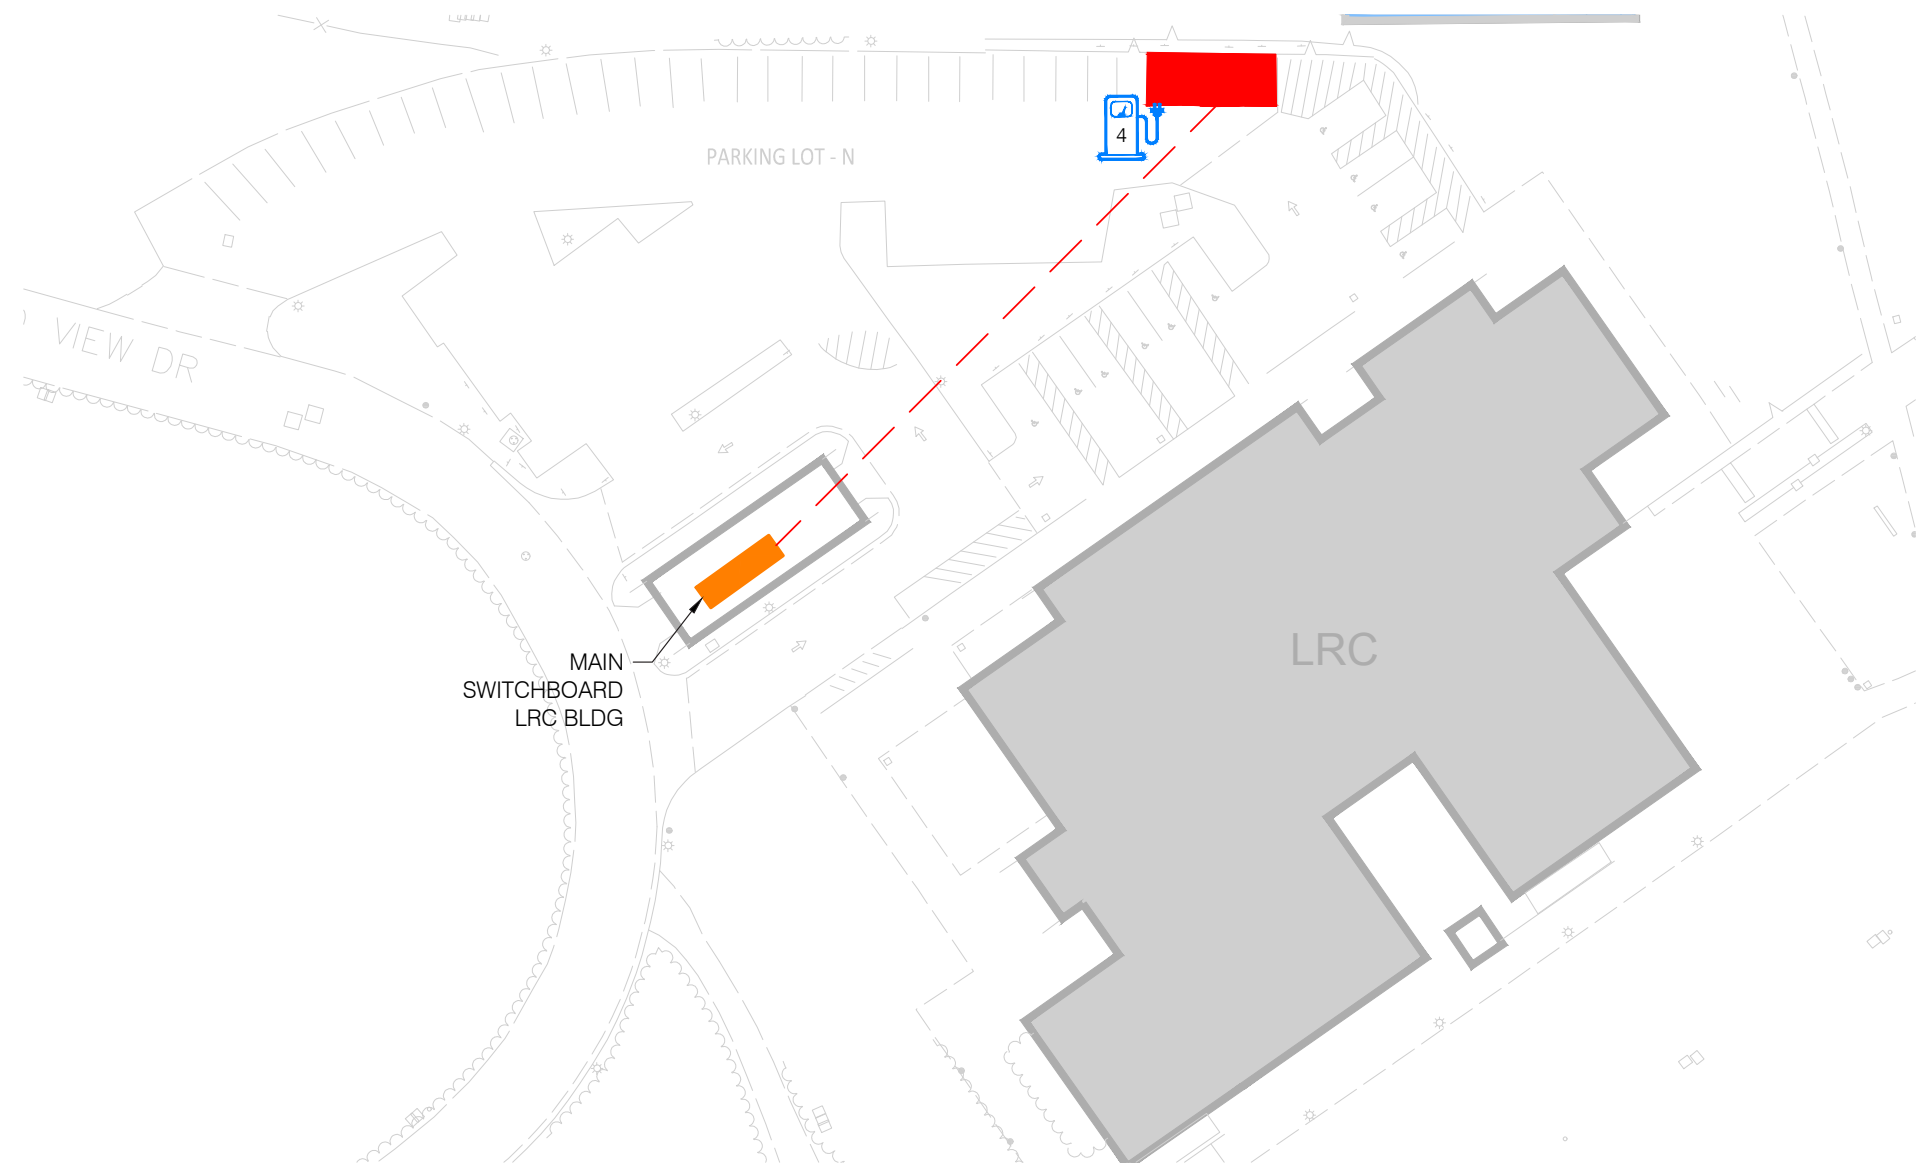 4
PARKING LOT - N
VIEW DR
MAIN
SWITCHBOARD
LRC BLDG
LRC